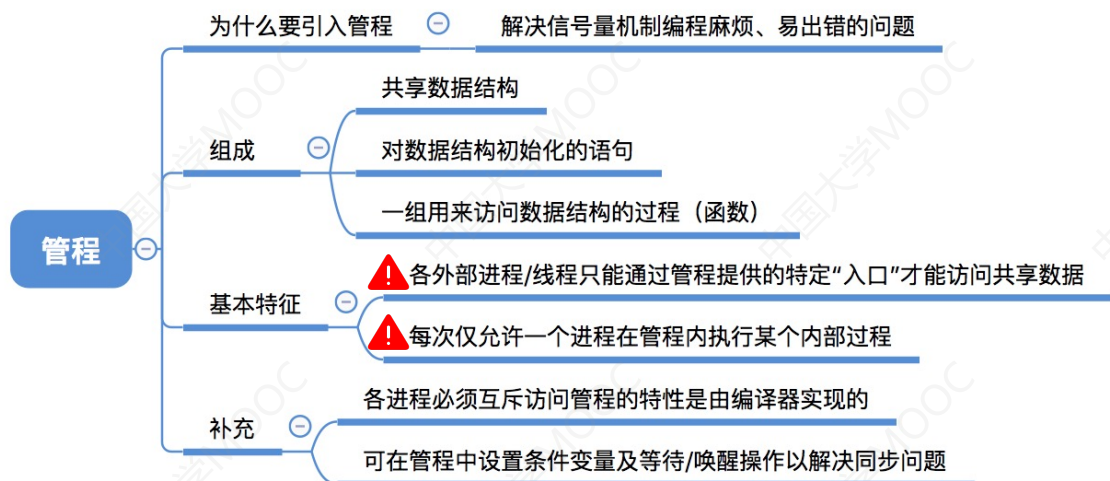 为什么要引入管程
解决信号量机制编程麻烦、易出错的问题
共享数据结构
组成
对数据结构初始化的语句
一组用来访问数据结构的过程（函数）
管程
各外部进程/线程只能通过管程提供的特定“入口”才能访问共享数据
基本特征
每次仅允许一个进程在管程内执行某个内部过程
各进程必须互斥访问管程的特性是由编译器实现的
补充
可在管程中设置条件变量及等待/唤醒操作以解决同步问题
中国大学MOOC